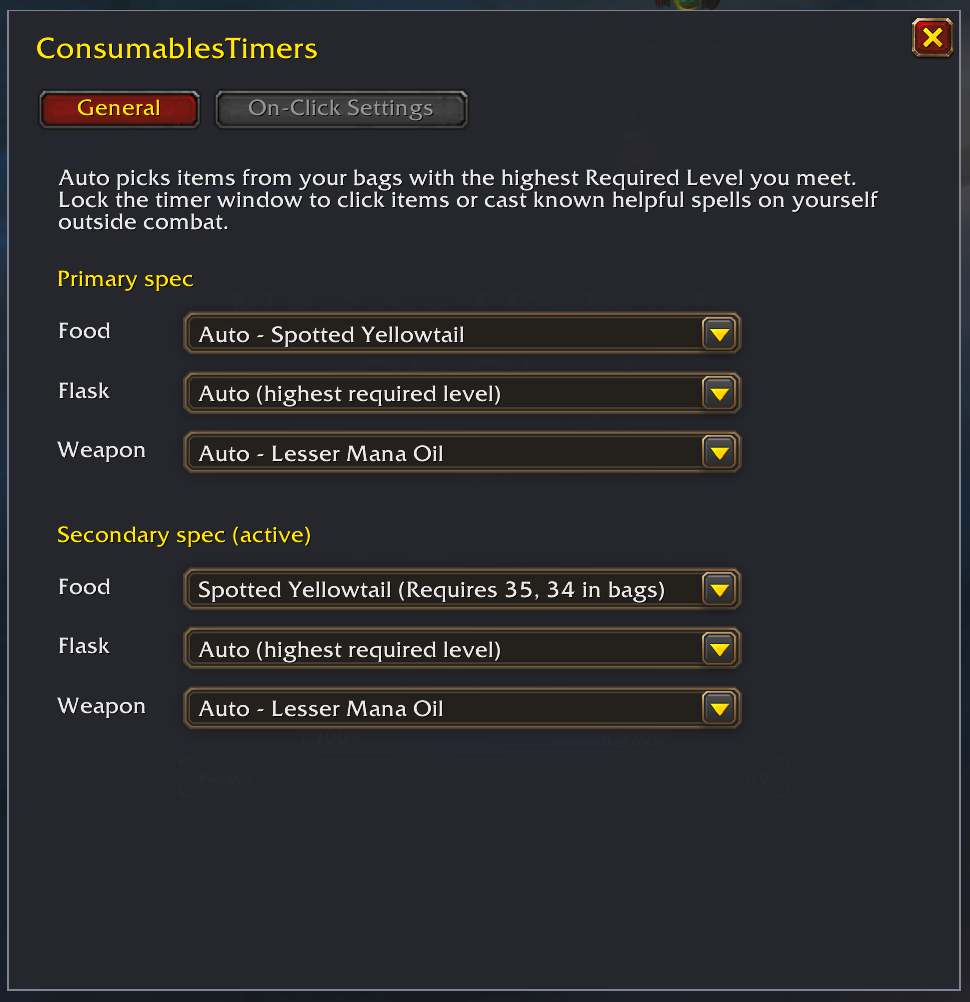 ConsumablesTimers
General
On-Click Settings
Auto picks items from your bags with the highest Required Level you meet.
Lock the timer window to click items or cast known helpful spells on yourself
outside combat.
Primary spec
Food
Auto - Spotted Yellowtail
Flask
Auto (highest required level)
Weapon
Auto - Lesser Mana Oil
Secondary spec (active)
Food
Spotted Yellowtail (Requires 35, 34 in bags)
Flask
Auto (highest required level)
Weapon
Auto - Lesser Mana Oil